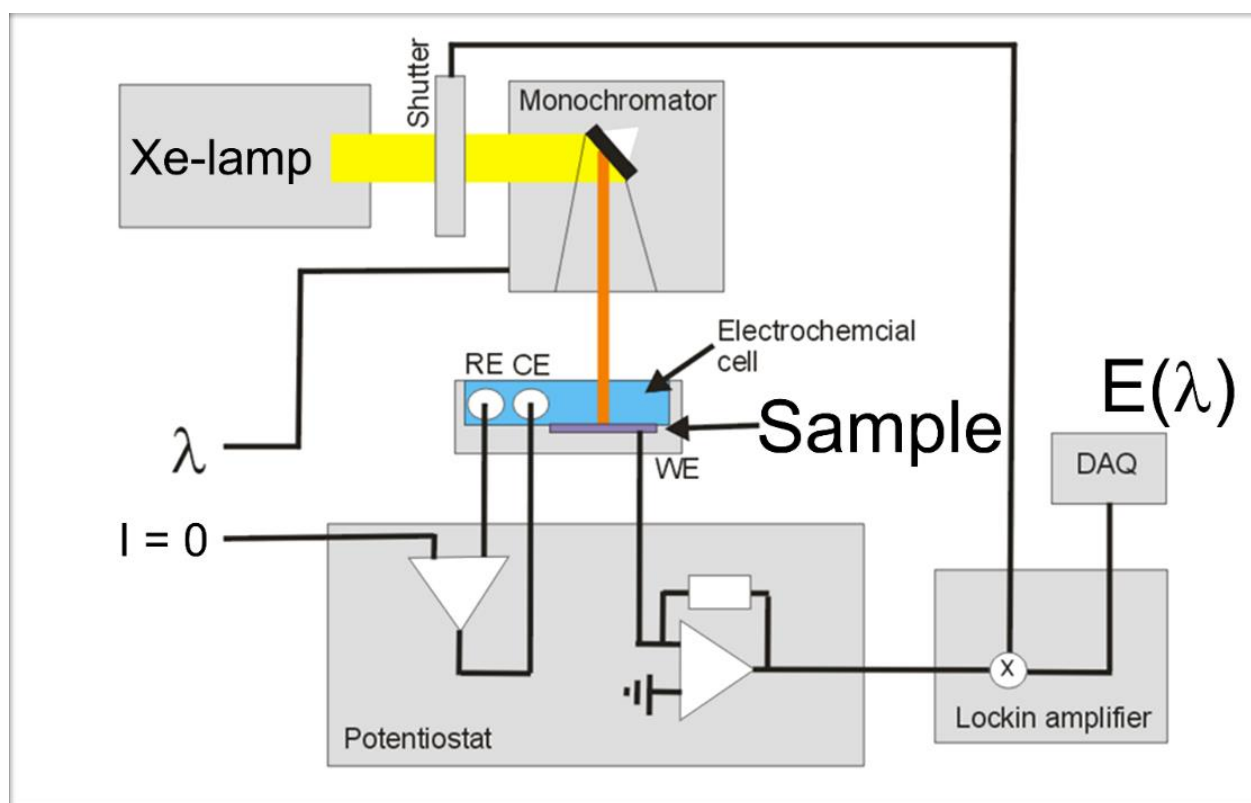 Shutter
Monochromator
Xe-lamp
Electrochemcial
cell
RE CE
E(λ)
Sample
λ
WE
DAQ
I = 0
X
Lockin amplifier
Potentiostat